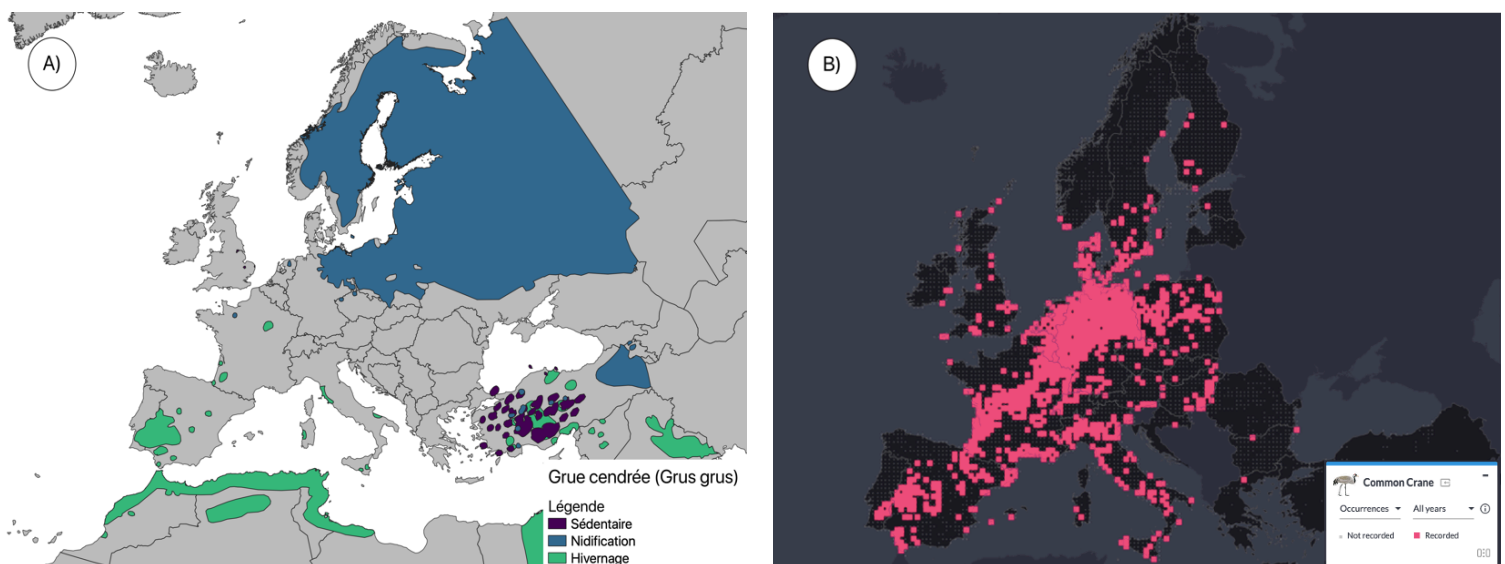 A)
Grue cendrée (Grus grus)
Légende
Sédentaire
Nidification
Hivernage
B)
Common Crane
Occurrences
All years
Not recorded
Recorded